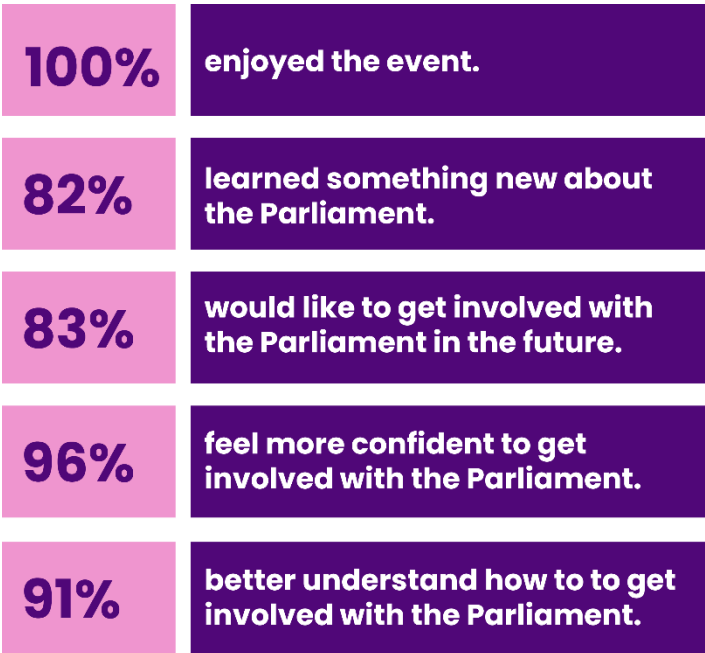 100%
enjoyed the event.
82%
learned something new about
the Parliament.
83%
would like to get involved with
the Parliament in the future.
96%
feel more confident to get
involved with the Parliament.
91%
better understand how to to get
involved with the Parliament.